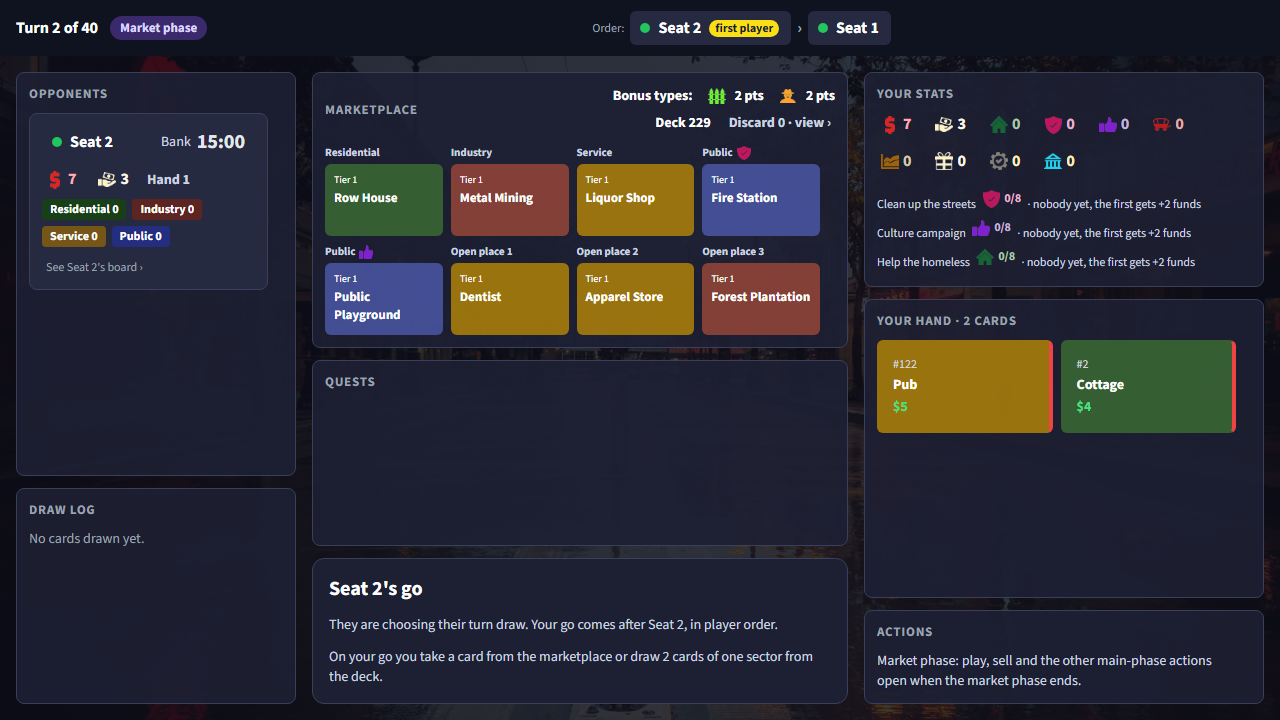 Turn 2 of 40
Market phase
Order:
Seat 2
first player
›
Seat 1
OPPONENTS
Seat 2
Bank 15:00
7
3
Hand 1
Residential 0
Industry 0
Service 0
Public 0
See Seat 2's board ›
DRAW LOG
No cards drawn yet.
MARKETPLACE
Bonus types:
2 pts
2 pts
Deck 229
Discard 0 · view ›
Residential
Industry
Service
Public
Tier 1
Row House
Tier 1
Metal Mining
Tier 1
Liquor Shop
Tier 1
Fire Station
Public
Open place 1
Open place 2
Open place 3
Tier 1
Public
Playground
Tier 1
Dentist
Tier 1
Apparel Store
Tier 1
Forest Plantation
QUESTS
Seat 2's go
They are choosing their turn draw. Your go comes after Seat 2, in player order.
On your go you take a card from the marketplace or draw 2 cards of one sector from
the deck.
YOUR STATS
7
3
0
0
0
0
0
0
0
0
Clean up the streets 0/8 · nobody yet, the first gets +2 funds
Culture campaign 0/8 · nobody yet, the first gets +2 funds
Help the homeless 0/8 · nobody yet, the first gets +2 funds
YOUR HAND · 2 CARDS
#122
Pub
$5
#2
Cottage
$4
ACTIONS
Market phase: play, sell and the other main-phase actions
open when the market phase ends.